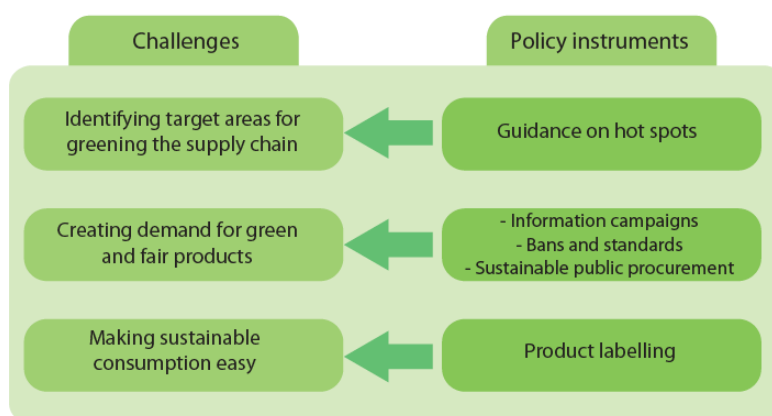 Challenges
Policy instruments
Identifying target areas for
greening the supply chain
Guidance on hot spots
Creating demand for green
and fair products
- Information campaigns
- Bans and standards
- Sustainable public procurement
Making sustainable
consumption easy
Product labelling